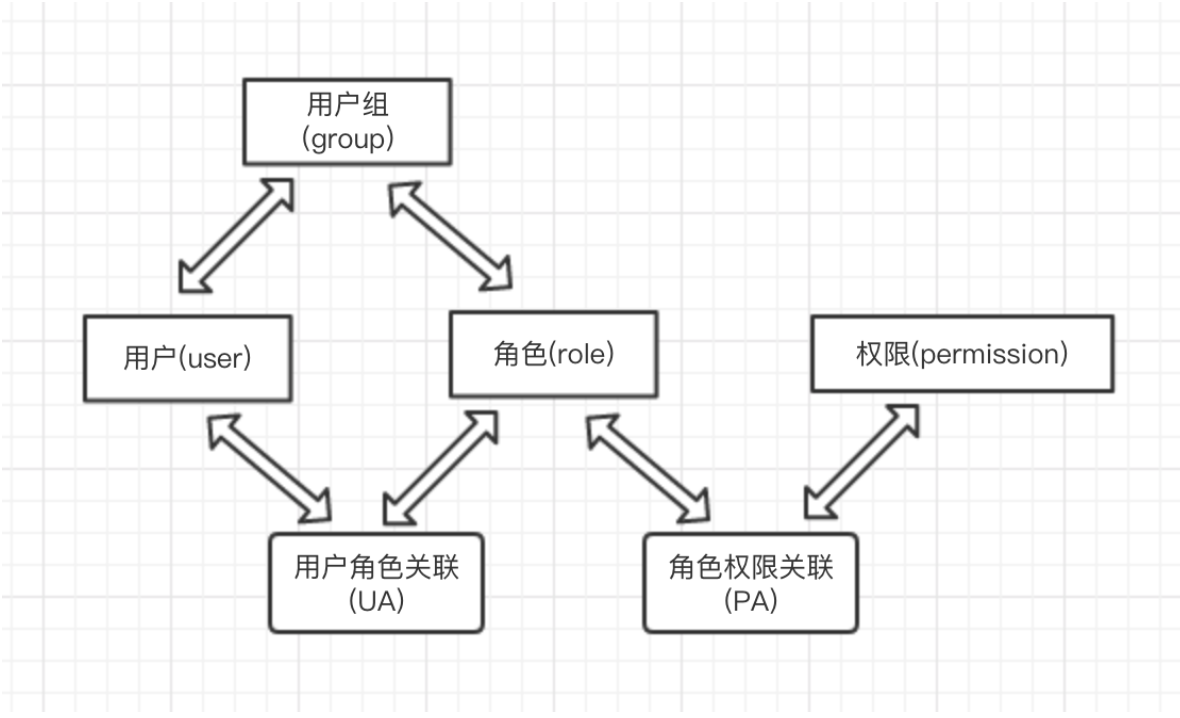 用户组
(group)
用户(user)
角色(role)
权限(permission)
用户角色关联
(UA)
角色权限关联
(PA)